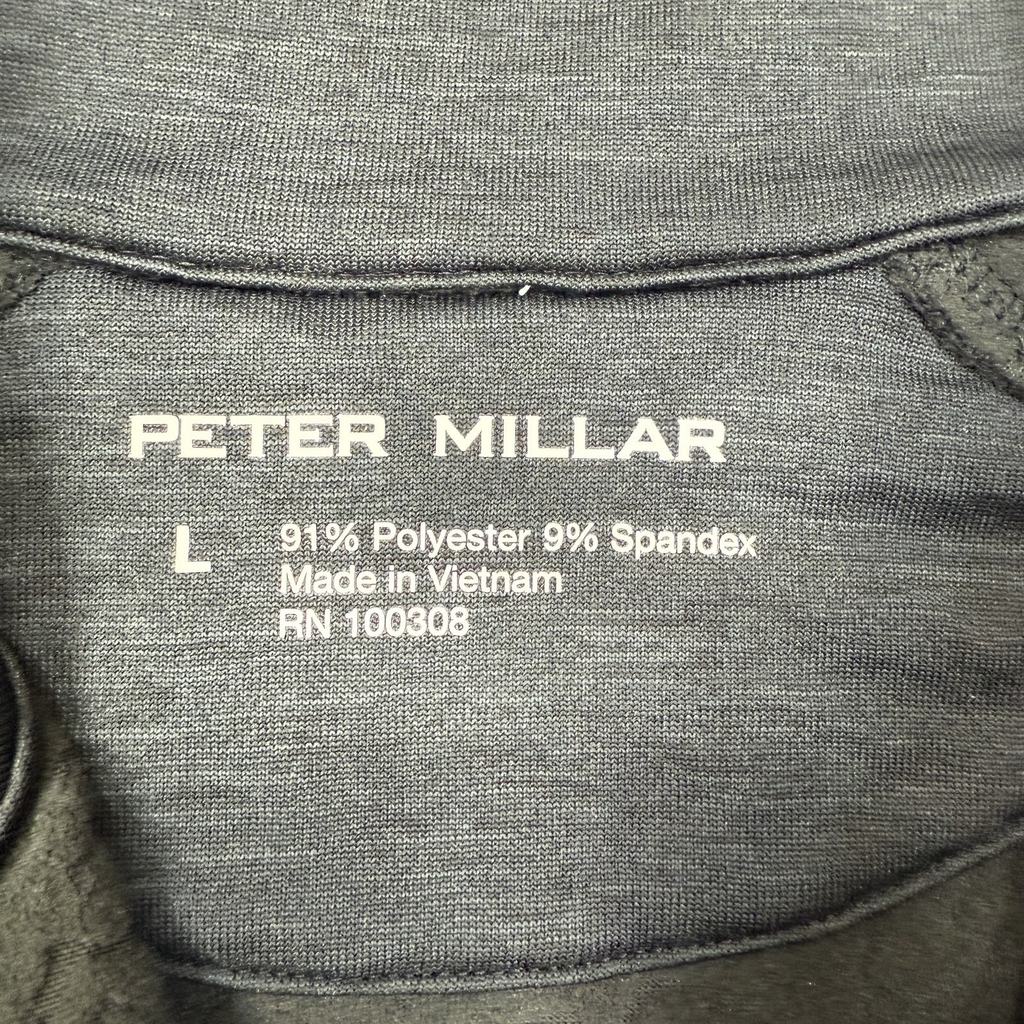 PETER MILLAR
L
91% Polyester 9% Spandex
Made in Vietnam
RN 100308